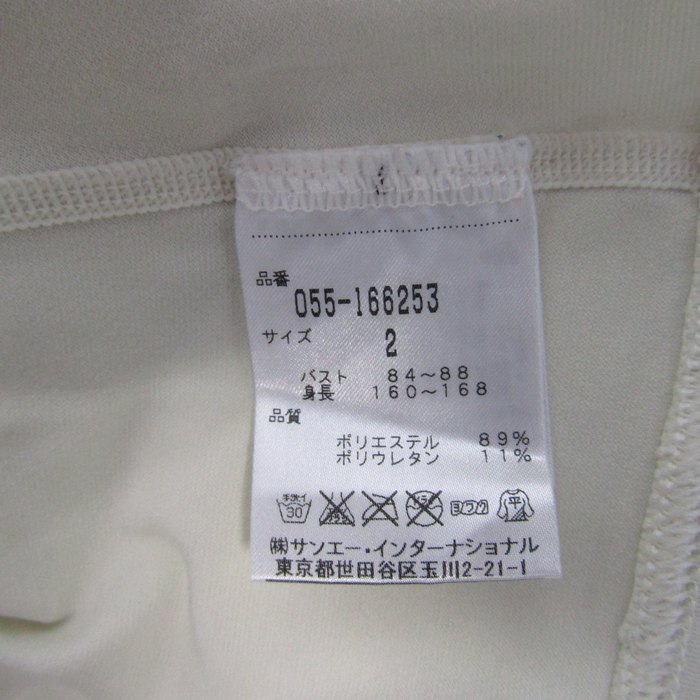 品番
055-166253
サイズ 2
バスト 84～88
身長 160～168
品質
ポリエステル 89%
ポリウレタン 11%
手洗イ 30 ドライ ヨワク 平
㈱サンエー・インターナショナル
東京都世田谷区玉川2-21-1